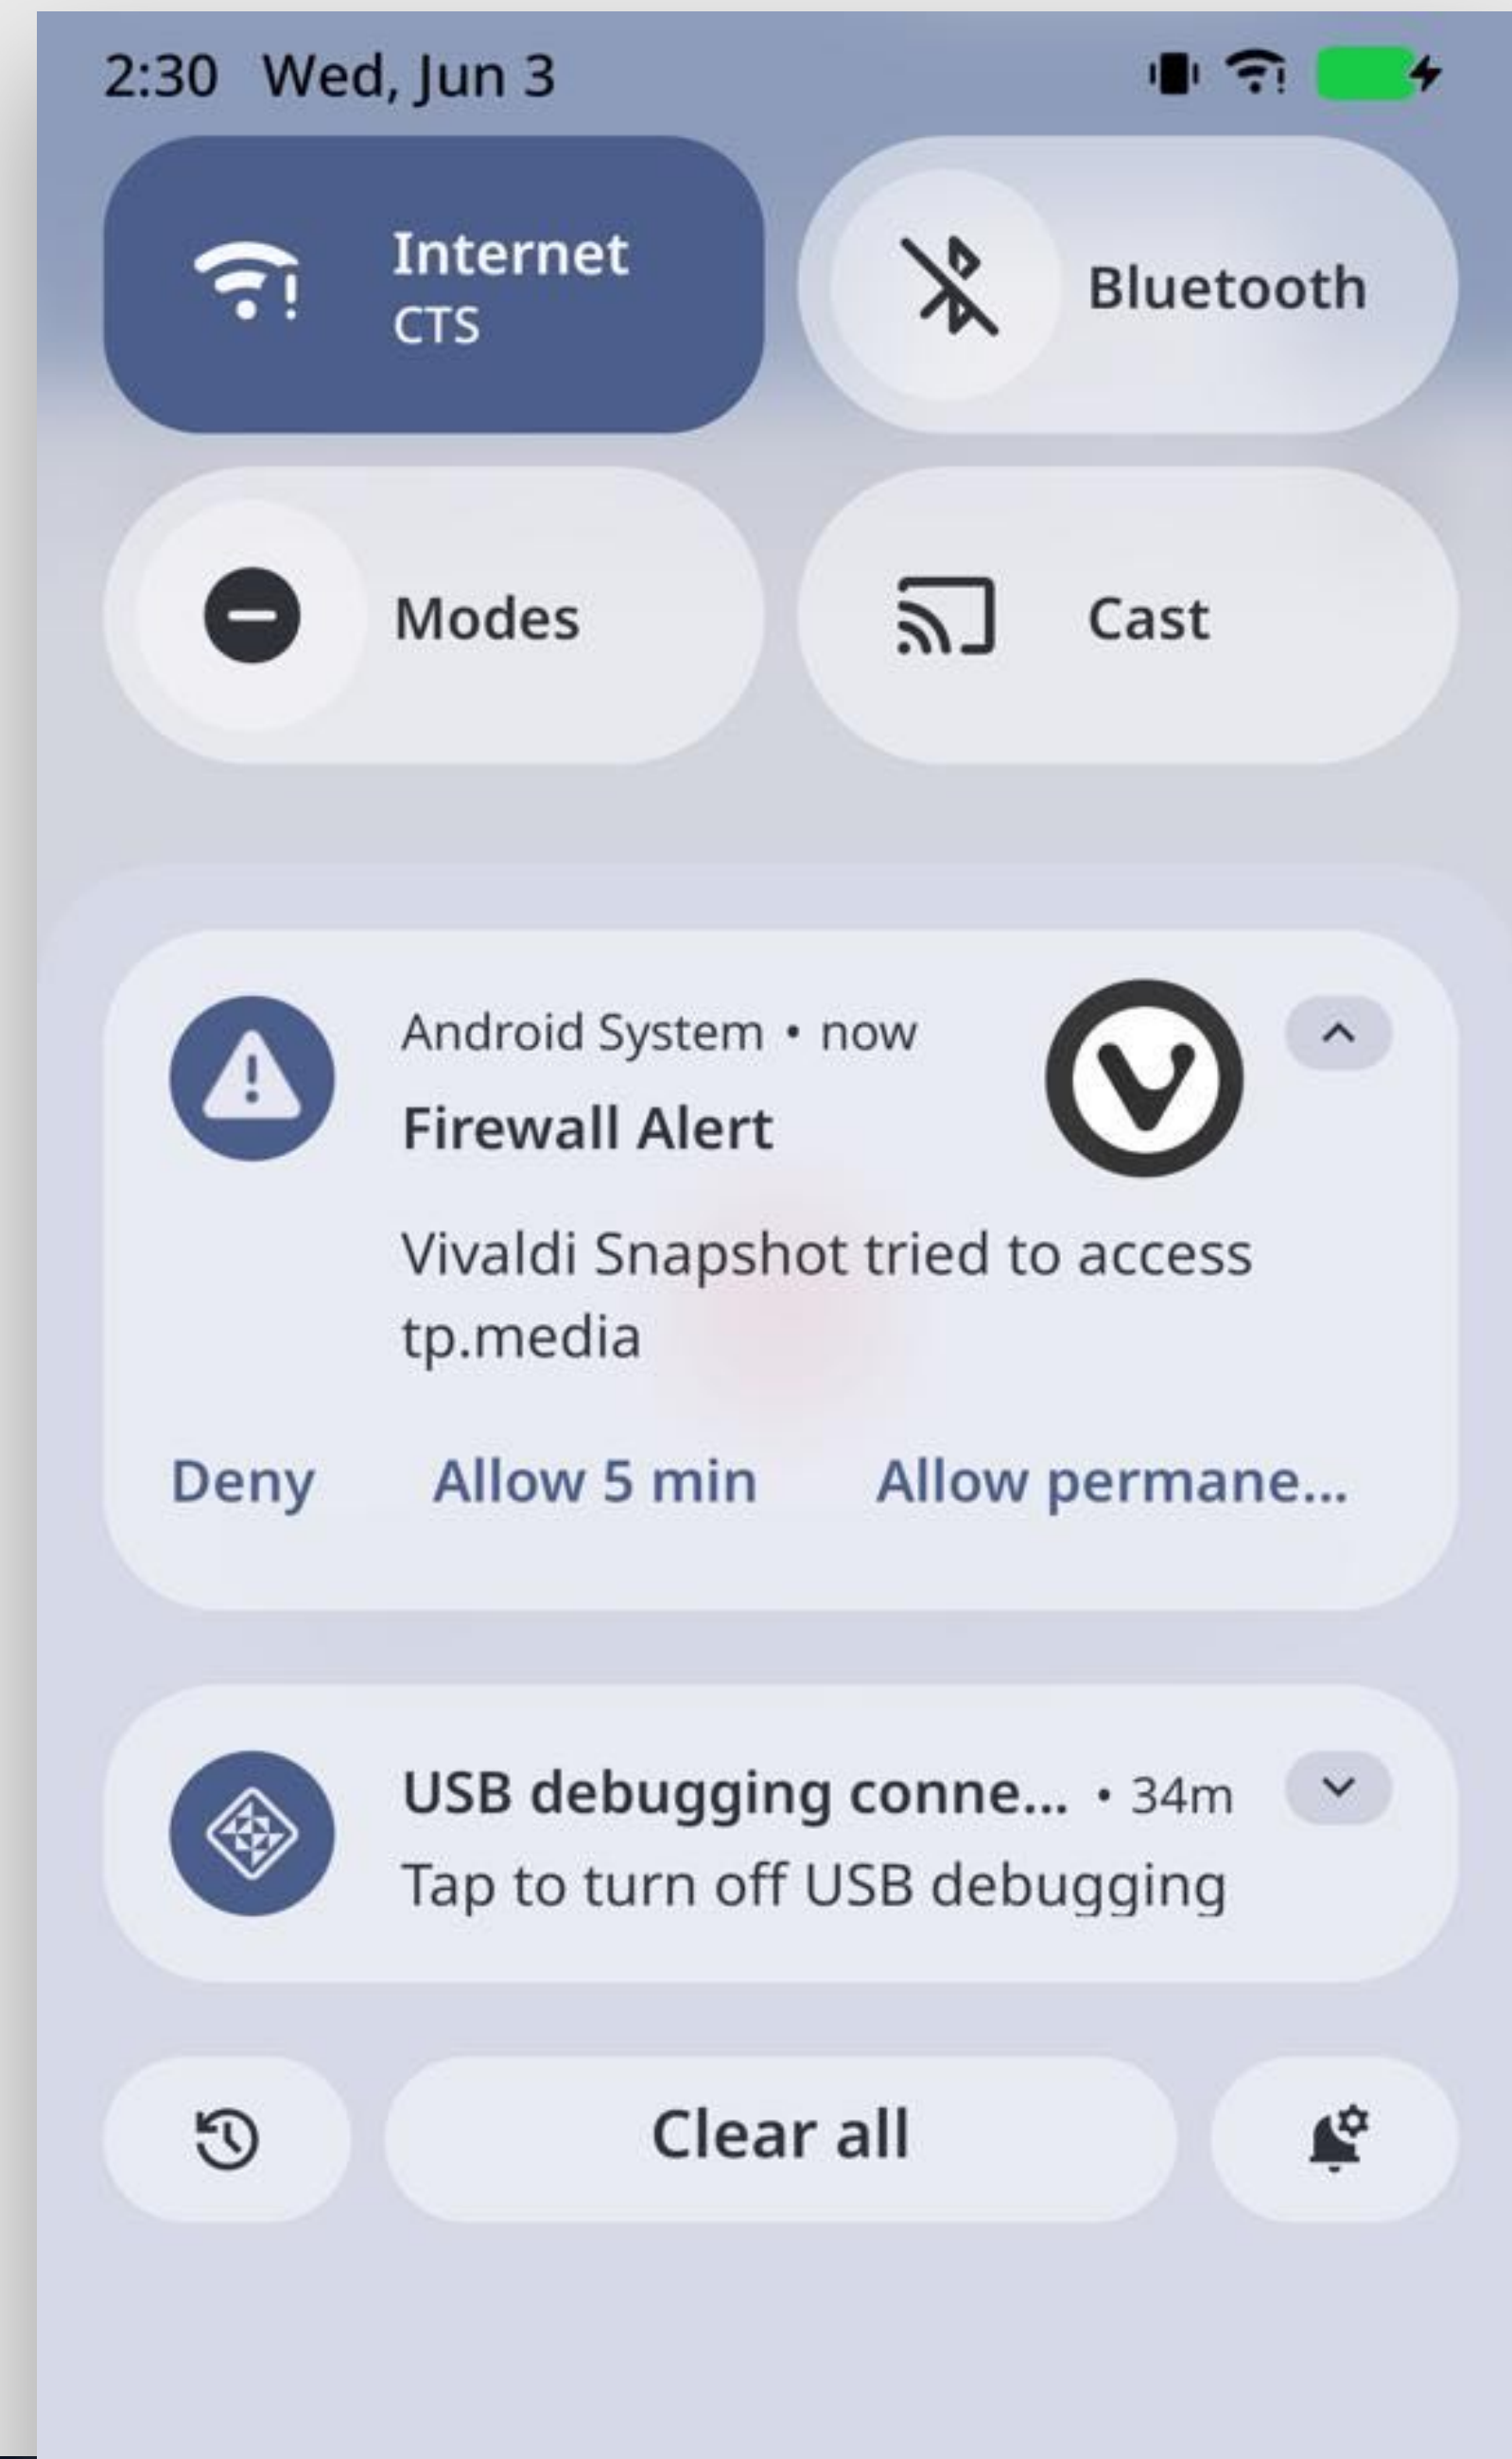 2:30 Wed, Jun 3
Internet
CTS
Bluetooth
Modes
Cast
Android System • now
Firewall Alert
Vivaldi Snapshot tried to access
tp.media
Deny Allow 5 min Allow permane...
USB debugging conne... • 34m
Tap to turn off USB debugging
Clear all